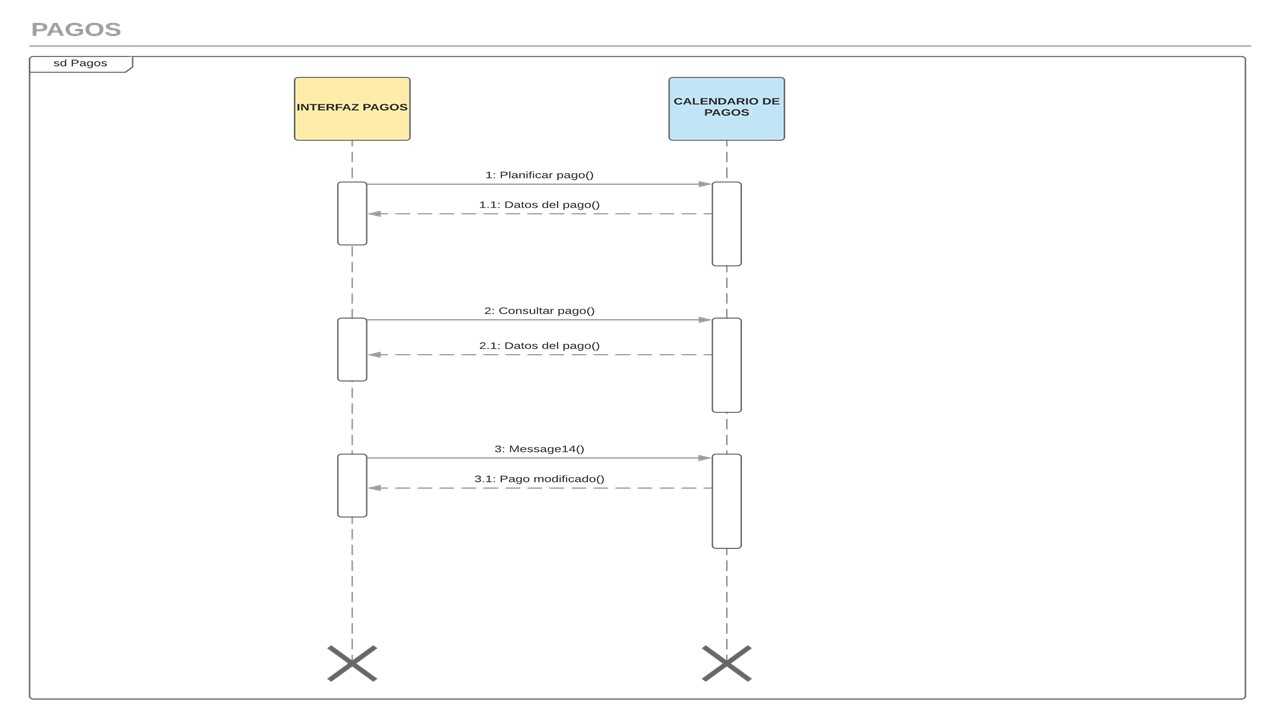 PAGOS
sd Pagos
INTERFAZ PAGOS
CALENDARIO DE
PAGOS
1: Planificar pago()
1.1: Datos del pago()
2: Consultar pago()
2.1: Datos del pago()
3: Message14()
3.1: Pago modificado()